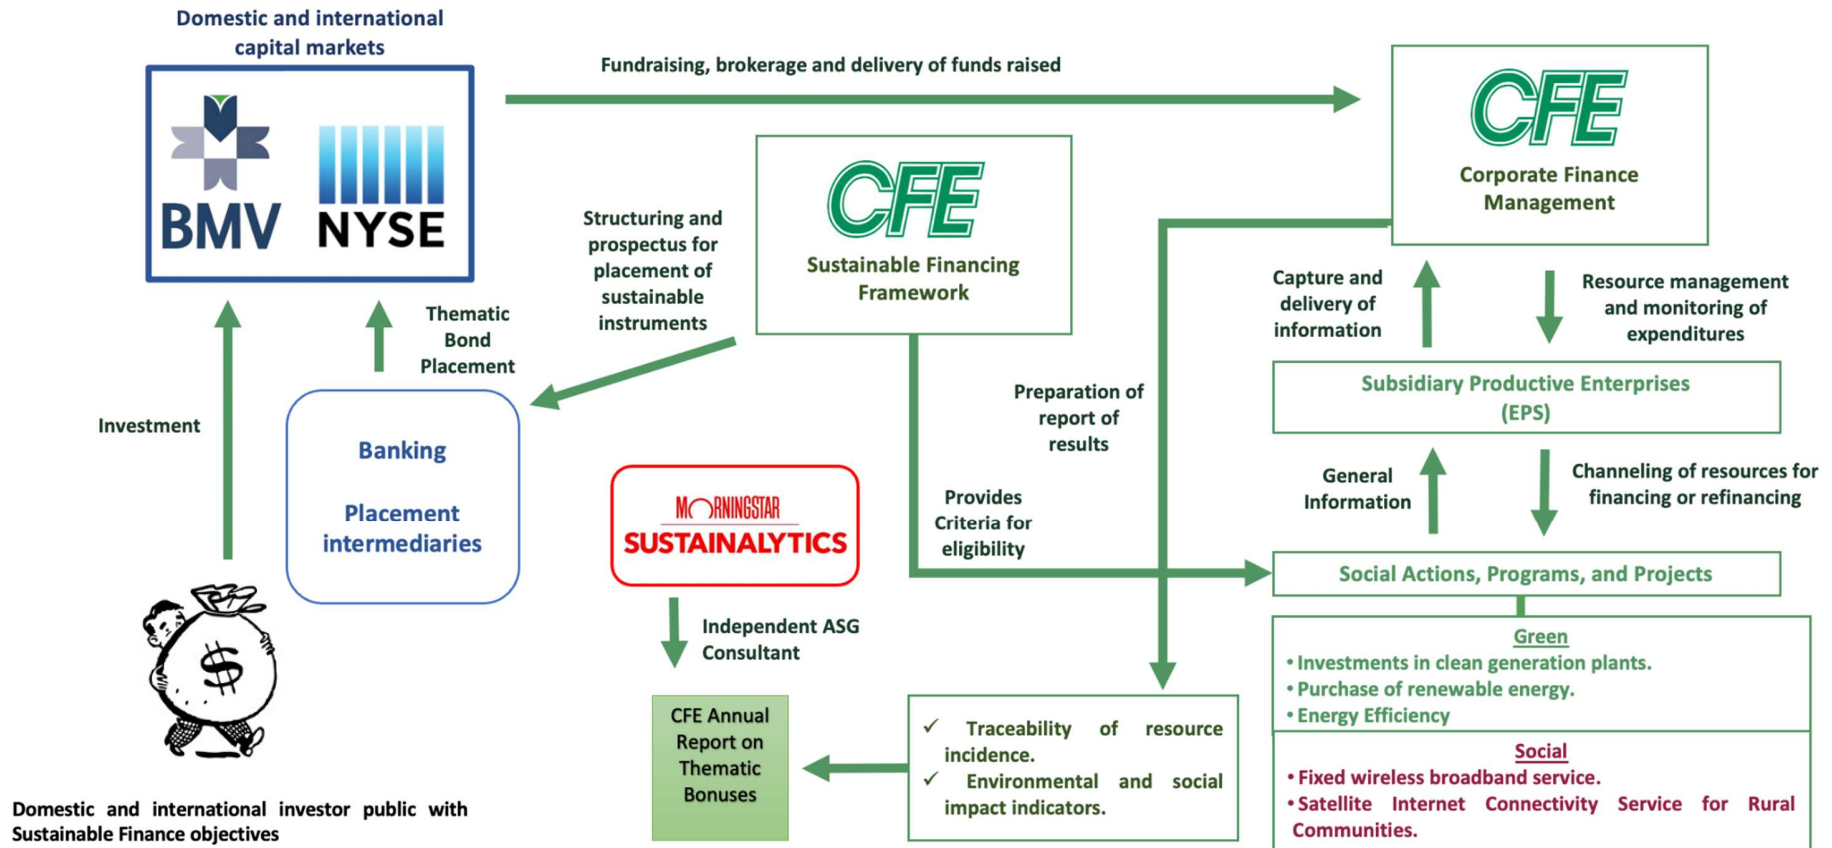 Domestic and international
capital markets
BMV
NYSE
Fundraising, brokerage and delivery of funds raised
CFE
Corporate Finance
Management
CFE
Sustainable Financing
Framework
Structuring and
prospectus for
placement of
sustainable
instruments
Thematic
Bond
Placement
Investment
Banking
Placement
intermediaries
$
Domestic and international investor public with
Sustainable Finance objectives
MORNINGSTAR
SUSTAINALYTICS
Independent ASG
Consultant
CFE Annual
Report on
Thematic
Bonuses
Provides
Criteria for
eligibility
Preparation of
report of
results
✓ Traceability of resource
incidence.
✓ Environmental and social
impact indicators.
Capture and
delivery of
information
Resource management
and monitoring of
expenditures
Subsidiary Productive Enterprises
(EPS)
General
Information
Channeling of resources for
financing or refinancing
Social Actions, Programs, and Projects
Green
• Investments in clean generation plants.
• Purchase of renewable energy.
• Energy Efficiency
Social
• Fixed wireless broadband service.
• Satellite Internet Connectivity Service for Rural
Communities.